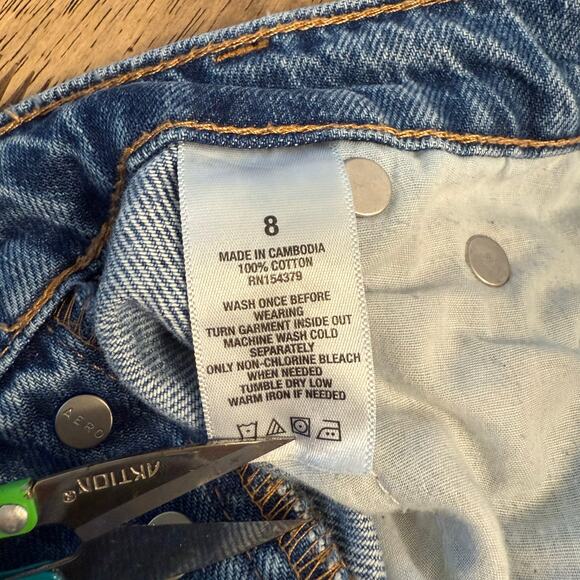 8
MADE IN CAMBODIA
100% COTTON
RN154379
WASH ONCE BEFORE
WEARING
TURN GARMENT INSIDE OUT
MACHINE WASH COLD
SEPARATELY
ONLY NON-CHLORINE BLEACH
WHEN NEEDED
TUMBLE DRY LOW
WARM IRON IF NEEDED
AERO
AKTION®